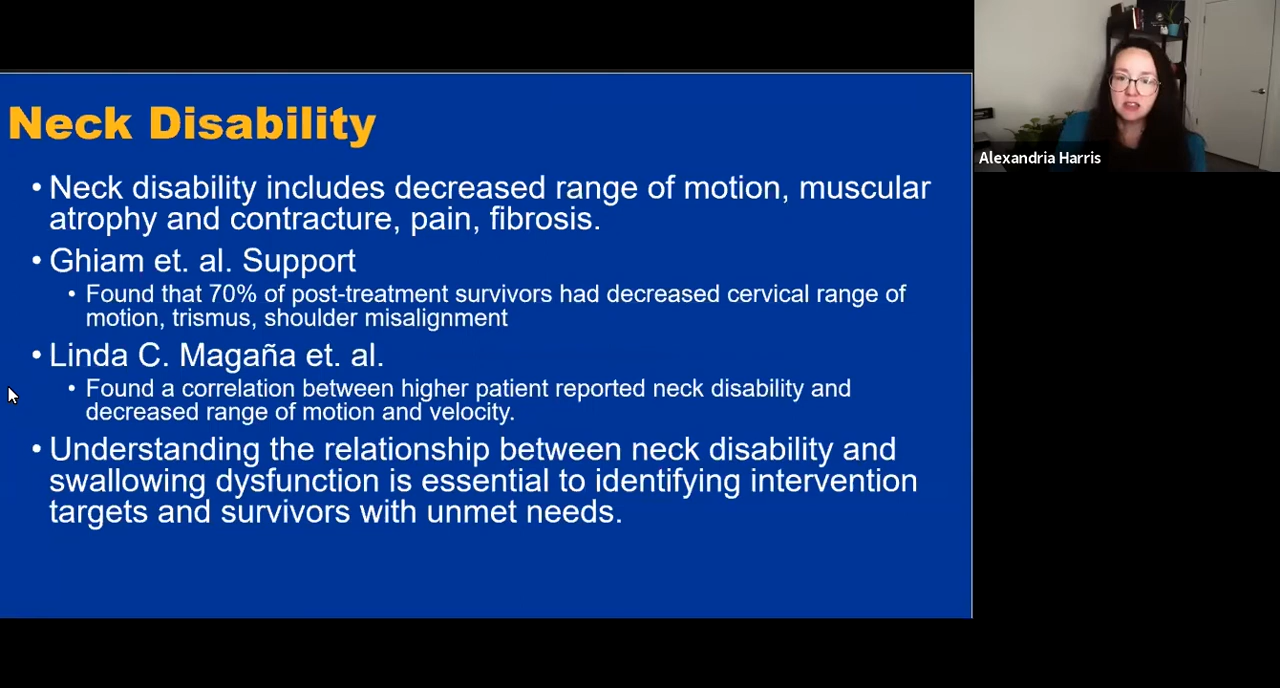 Neck Disability
• Neck disability includes decreased range of motion, muscular
atrophy and contracture, pain, fibrosis.
• Ghiam et. al. Support
• Found that 70% of post-treatment survivors had decreased cervical range of
motion, trismus, shoulder misalignment
• Linda C. Magaña et. al.
• Found a correlation between higher patient reported neck disability and
decreased range of motion and velocity.
• Understanding the relationship between neck disability and
swallowing dysfunction is essential to identifying intervention
targets and survivors with unmet needs.
Alexandria Harris